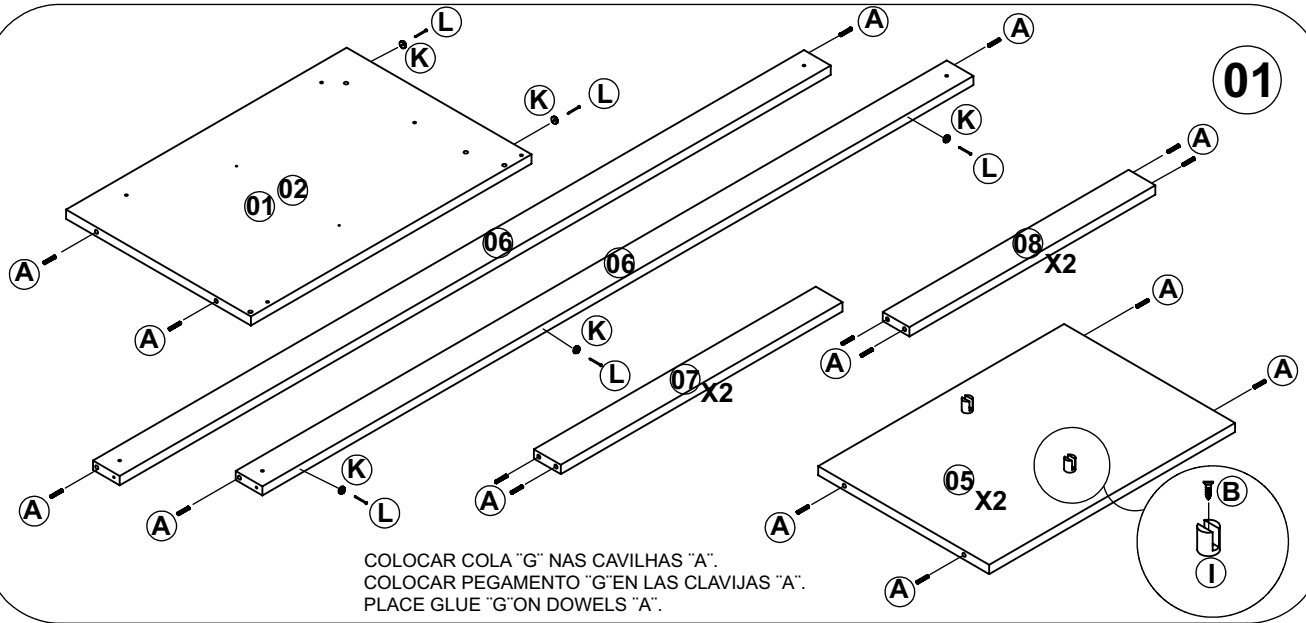 L
K
A
A
01
K
L
K
L
A
01 02
06
06
08
X2
A
A
A
K
L
07
X2
A
A
A
A
A
K
L
A
05
X2
B
I
A
A
COLOCAR COLA ¨G¨ NAS CAVILHAS ¨A¨.
COLOCAR PEGAMENTO ¨G¨EN LAS CLAVIJAS ¨A¨.
PLACE GLUE ¨G¨ON DOWELS ¨A¨.